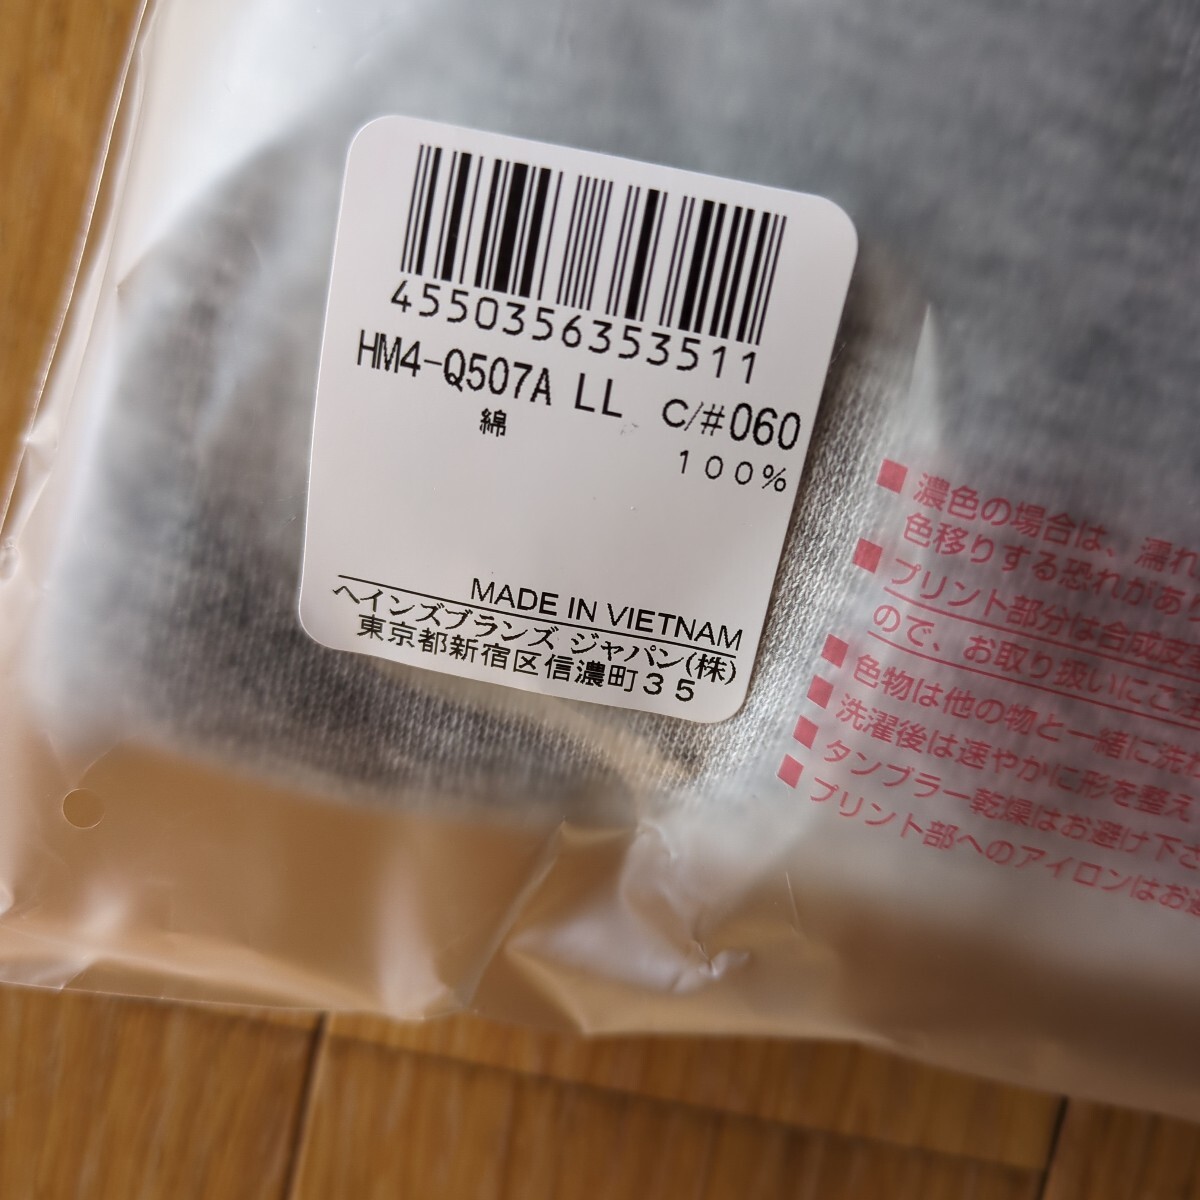 4550356353511
HM4-Q507A LL C/#060
綿 100%
MADE IN VIETNAM
ヘインズブランズ ジャパン(株)
東京都新宿区信濃町35
■ 濃色の場合は、濡れ
色移りする恐れがあり
■ プリント部分は合成
ので、お取り扱いにご注
■ 色物は他の物と一緒に洗
■ 洗濯後は速やかに形を整え
■ タンブラー乾燥はお避け下さ
■ プリント部へのアイロンはお避